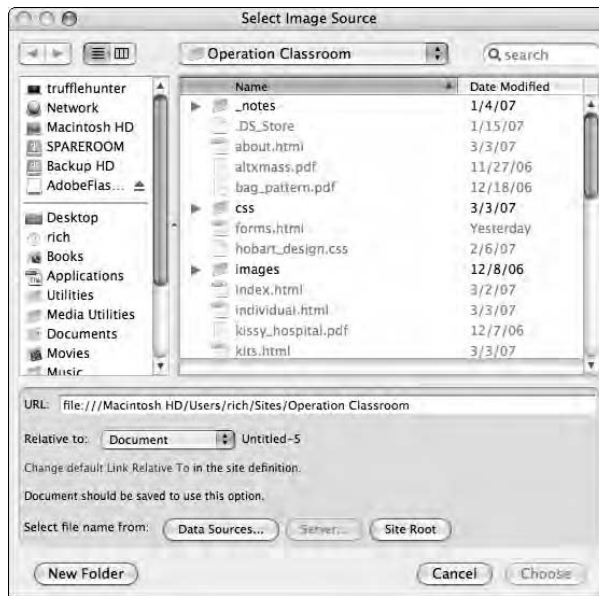 Select Image Source
Operation Classroom
search
trufflehunter
Network
Macintosh HD
SPAREROOM
Backup HD
AdobeFlas...
Desktop
rich
Books
Applications
Utilities
Media Utilities
Documents
Movies
Music
Name Date Modified
_notes 1/4/07
.DS_Store 1/15/07
about.html 3/3/07
altxmass.pdf 11/27/06
bag_pattern.pdf 12/18/06
css 3/3/07
forms.html Yesterday
hobart_design.css 2/6/07
images 12/8/06
index.html 3/2/07
individual.html 3/3/07
kissy_hospital.pdf 12/7/06
kits.html 3/3/07
URL: file:///Macintosh HD/Users/rich/Sites/Operation Classroom
Relative to: Document Untitled-5
Change default Link Relative To in the site definition.
Document should be saved to use this option.
Select file name from: Data Sources... Server... Site Root
New Folder Cancel Choose